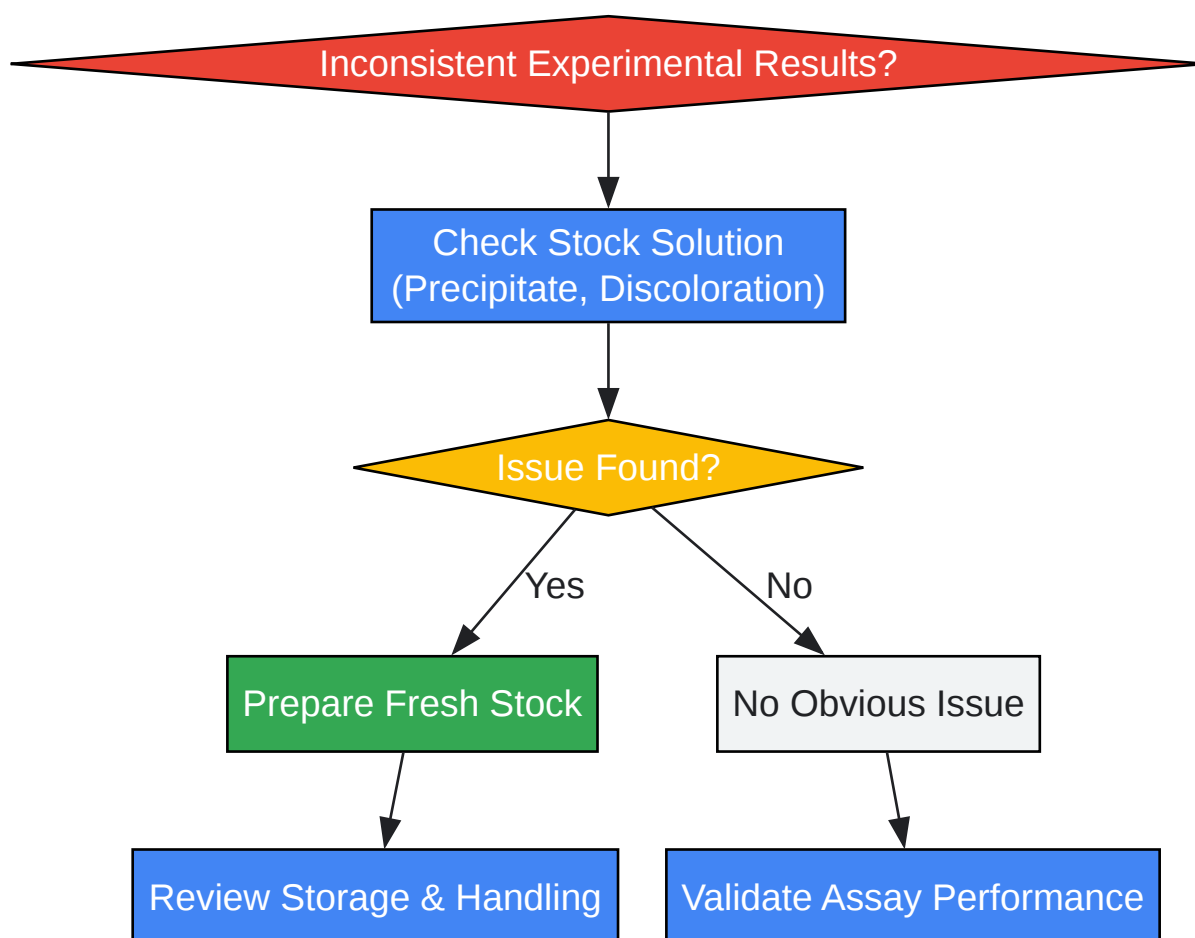 Inconsistent Experimental Results?
Check Stock Solution
(Precipitate, Discoloration)
Issue Found?
Yes
No
Prepare Fresh Stock
No Obvious Issue
Review Storage & Handling
Validate Assay Performance